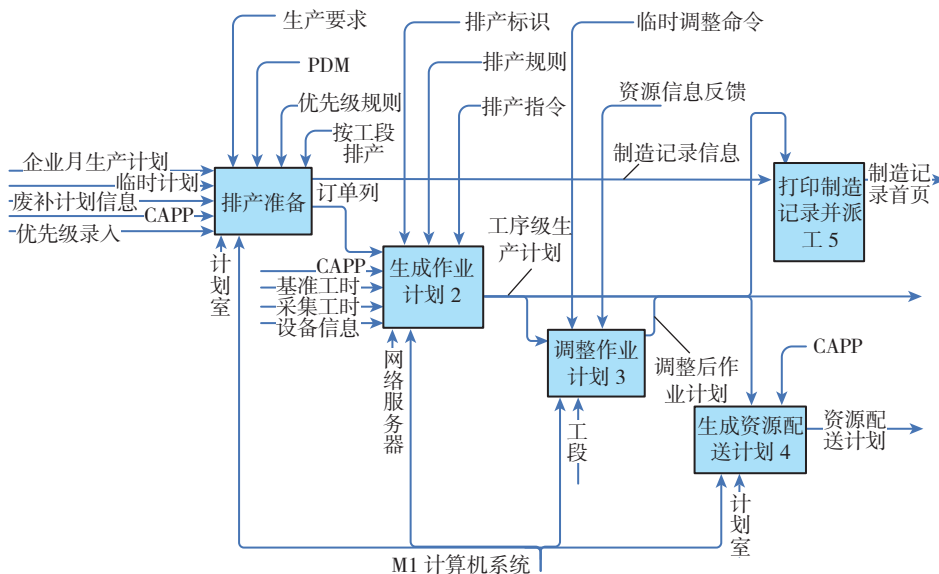 生产要求
排产标识
临时调整命令
PDM
排产规则
优先级规则
排产指令
资源信息反馈
按工段
排产
企业月生产计划
临时计划
废补计划信息
CAPP
优先级录入
排产准备
订单列
制造记录信息
打印制造
记录并派
工 5
制造记
录首页
计划室
CAPP
基准工时
采集工时
设备信息
生成作业
计划 2
工序级生
产计划
网络服务器
调整作业
计划 3
调整后作
业计划
CAPP
工段
生成资源配
送计划 4
资源配
送计划
计划室
M1 计算机系统